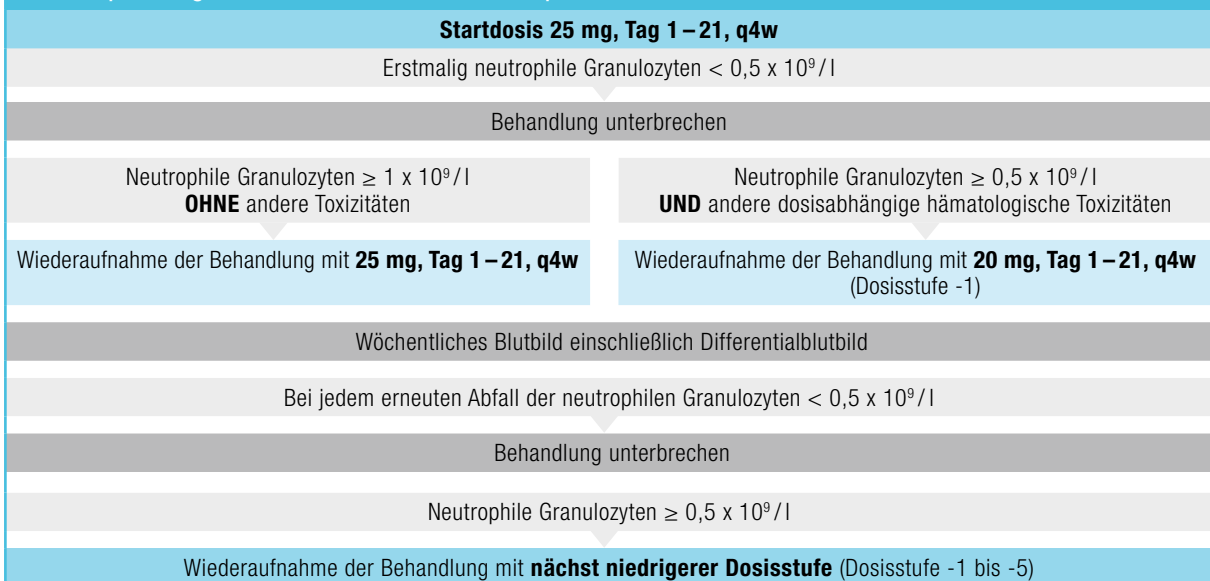 Startdosis 25 mg, Tag 1 – 21, q4w
Erstmalig neutrophile Granulozyten < 0,5 x 10⁹ / l
Behandlung unterbrechen
Neutrophile Granulozyten ≥ 1 x 10⁹ / l
OHNE andere Toxizitäten
Neutrophile Granulozyten ≥ 0,5 x 10⁹ / l
UND andere dosisabhängige hämatologische Toxizitäten
Wiederaufnahme der Behandlung mit 25 mg, Tag 1 – 21, q4w
Wiederaufnahme der Behandlung mit 20 mg, Tag 1 – 21, q4w
(Dosisstufe -1)
Wöchentliches Blutbild einschließlich Differentialblutbild
Bei jedem erneuten Abfall der neutrophilen Granulozyten < 0,5 x 10⁹ / l
Behandlung unterbrechen
Neutrophile Granulozyten ≥ 0,5 x 10⁹ / l
Wiederaufnahme der Behandlung mit nächst niedrigerer Dosisstufe (Dosisstufe -1 bis -5)